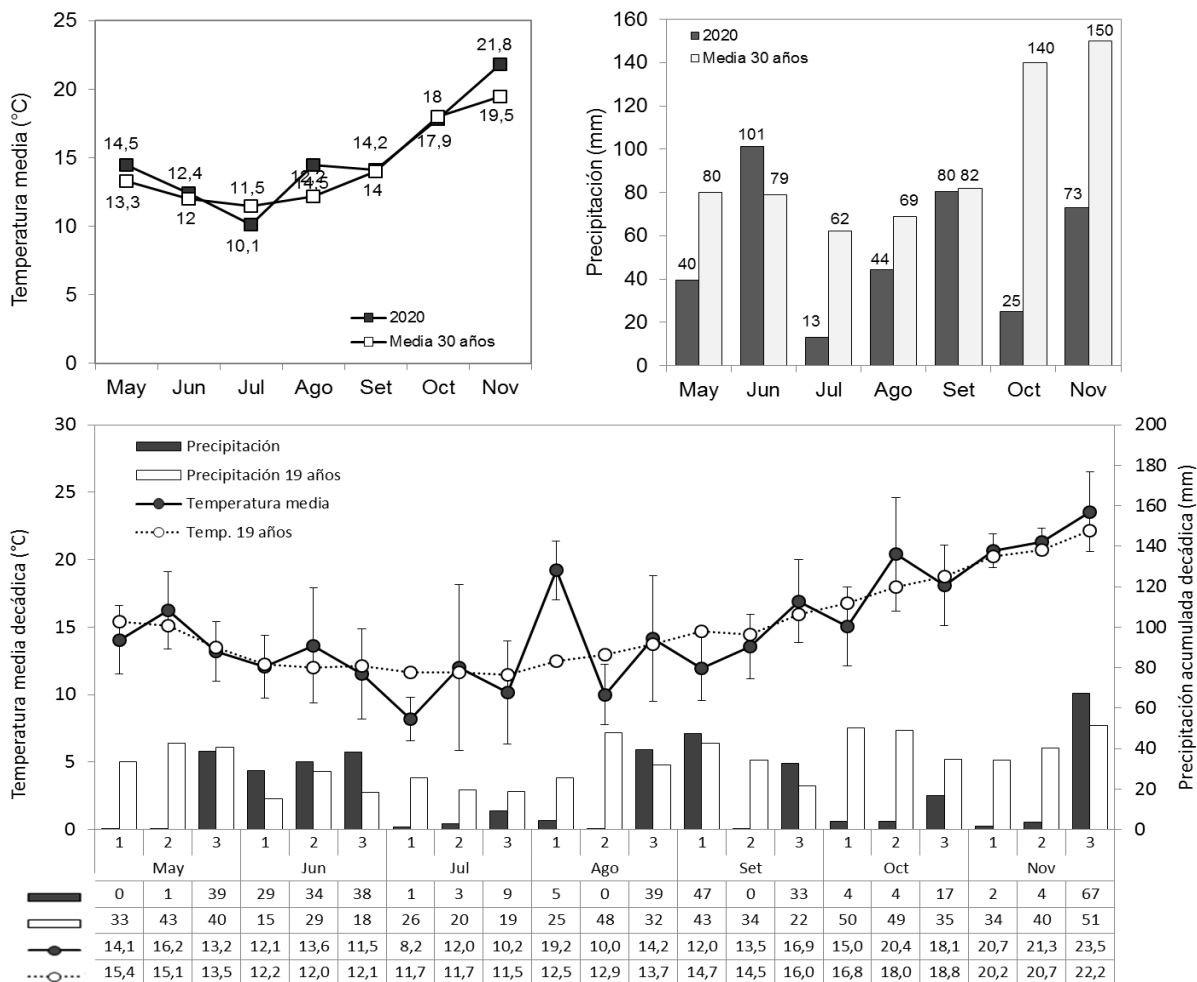 25
20
15
10
5
0
Temperatura media (°C)
14,5
12,4
11,5
12,2
14,2
18
21,8
13,3
12
10,1
14,5
14
17,9
19,5
2020
Media 30 años
May Jun Jul Ago Set Oct Nov
160
140
120
100
80
60
40
20
0
Precipitación (mm)
2020
Media 30 años
40 80 101 79 13 62 44 69 80 82 25 140 73 150
May Jun Jul Ago Set Oct Nov
30
25
20
15
10
5
0
Temperatura media decádica (°C)
Precipitación
Precipitación 19 años
Temperatura media
Temp. 19 años
200
180
160
140
120
100
80
60
40
20
0
Precipitación acumulada decádica (mm)
1 2 3 1 2 3 1 2 3 1 2 3 1 2 3 1 2 3 1 2 3
May Jun Jul Ago Set Oct Nov
0 1 39 29 34 38 1 3 9 5 0 39 47 0 33 4 4 17 2 4 67
33 43 40 15 29 18 26 20 19 25 48 32 43 34 22 50 49 35 34 40 51
14,1 16,2 13,2 12,1 13,6 11,5 8,2 12,0 10,2 19,2 10,0 14,2 12,0 13,5 16,9 15,0 20,4 18,1 20,7 21,3 23,5
15,4 15,1 13,5 12,2 12,0 12,1 11,7 11,7 11,5 12,5 12,9 13,7 14,7 14,5 16,0 16,8 18,0 18,8 20,2 20,7 22,2